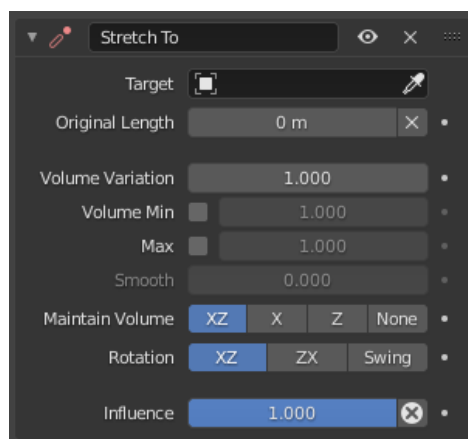 Stretch To
Target
Original Length 0 m
Volume Variation 1.000
Volume Min 1.000
Max 1.000
Smooth 0.000
Maintain Volume XZ X Z None
Rotation XZ ZX Swing
Influence 1.000